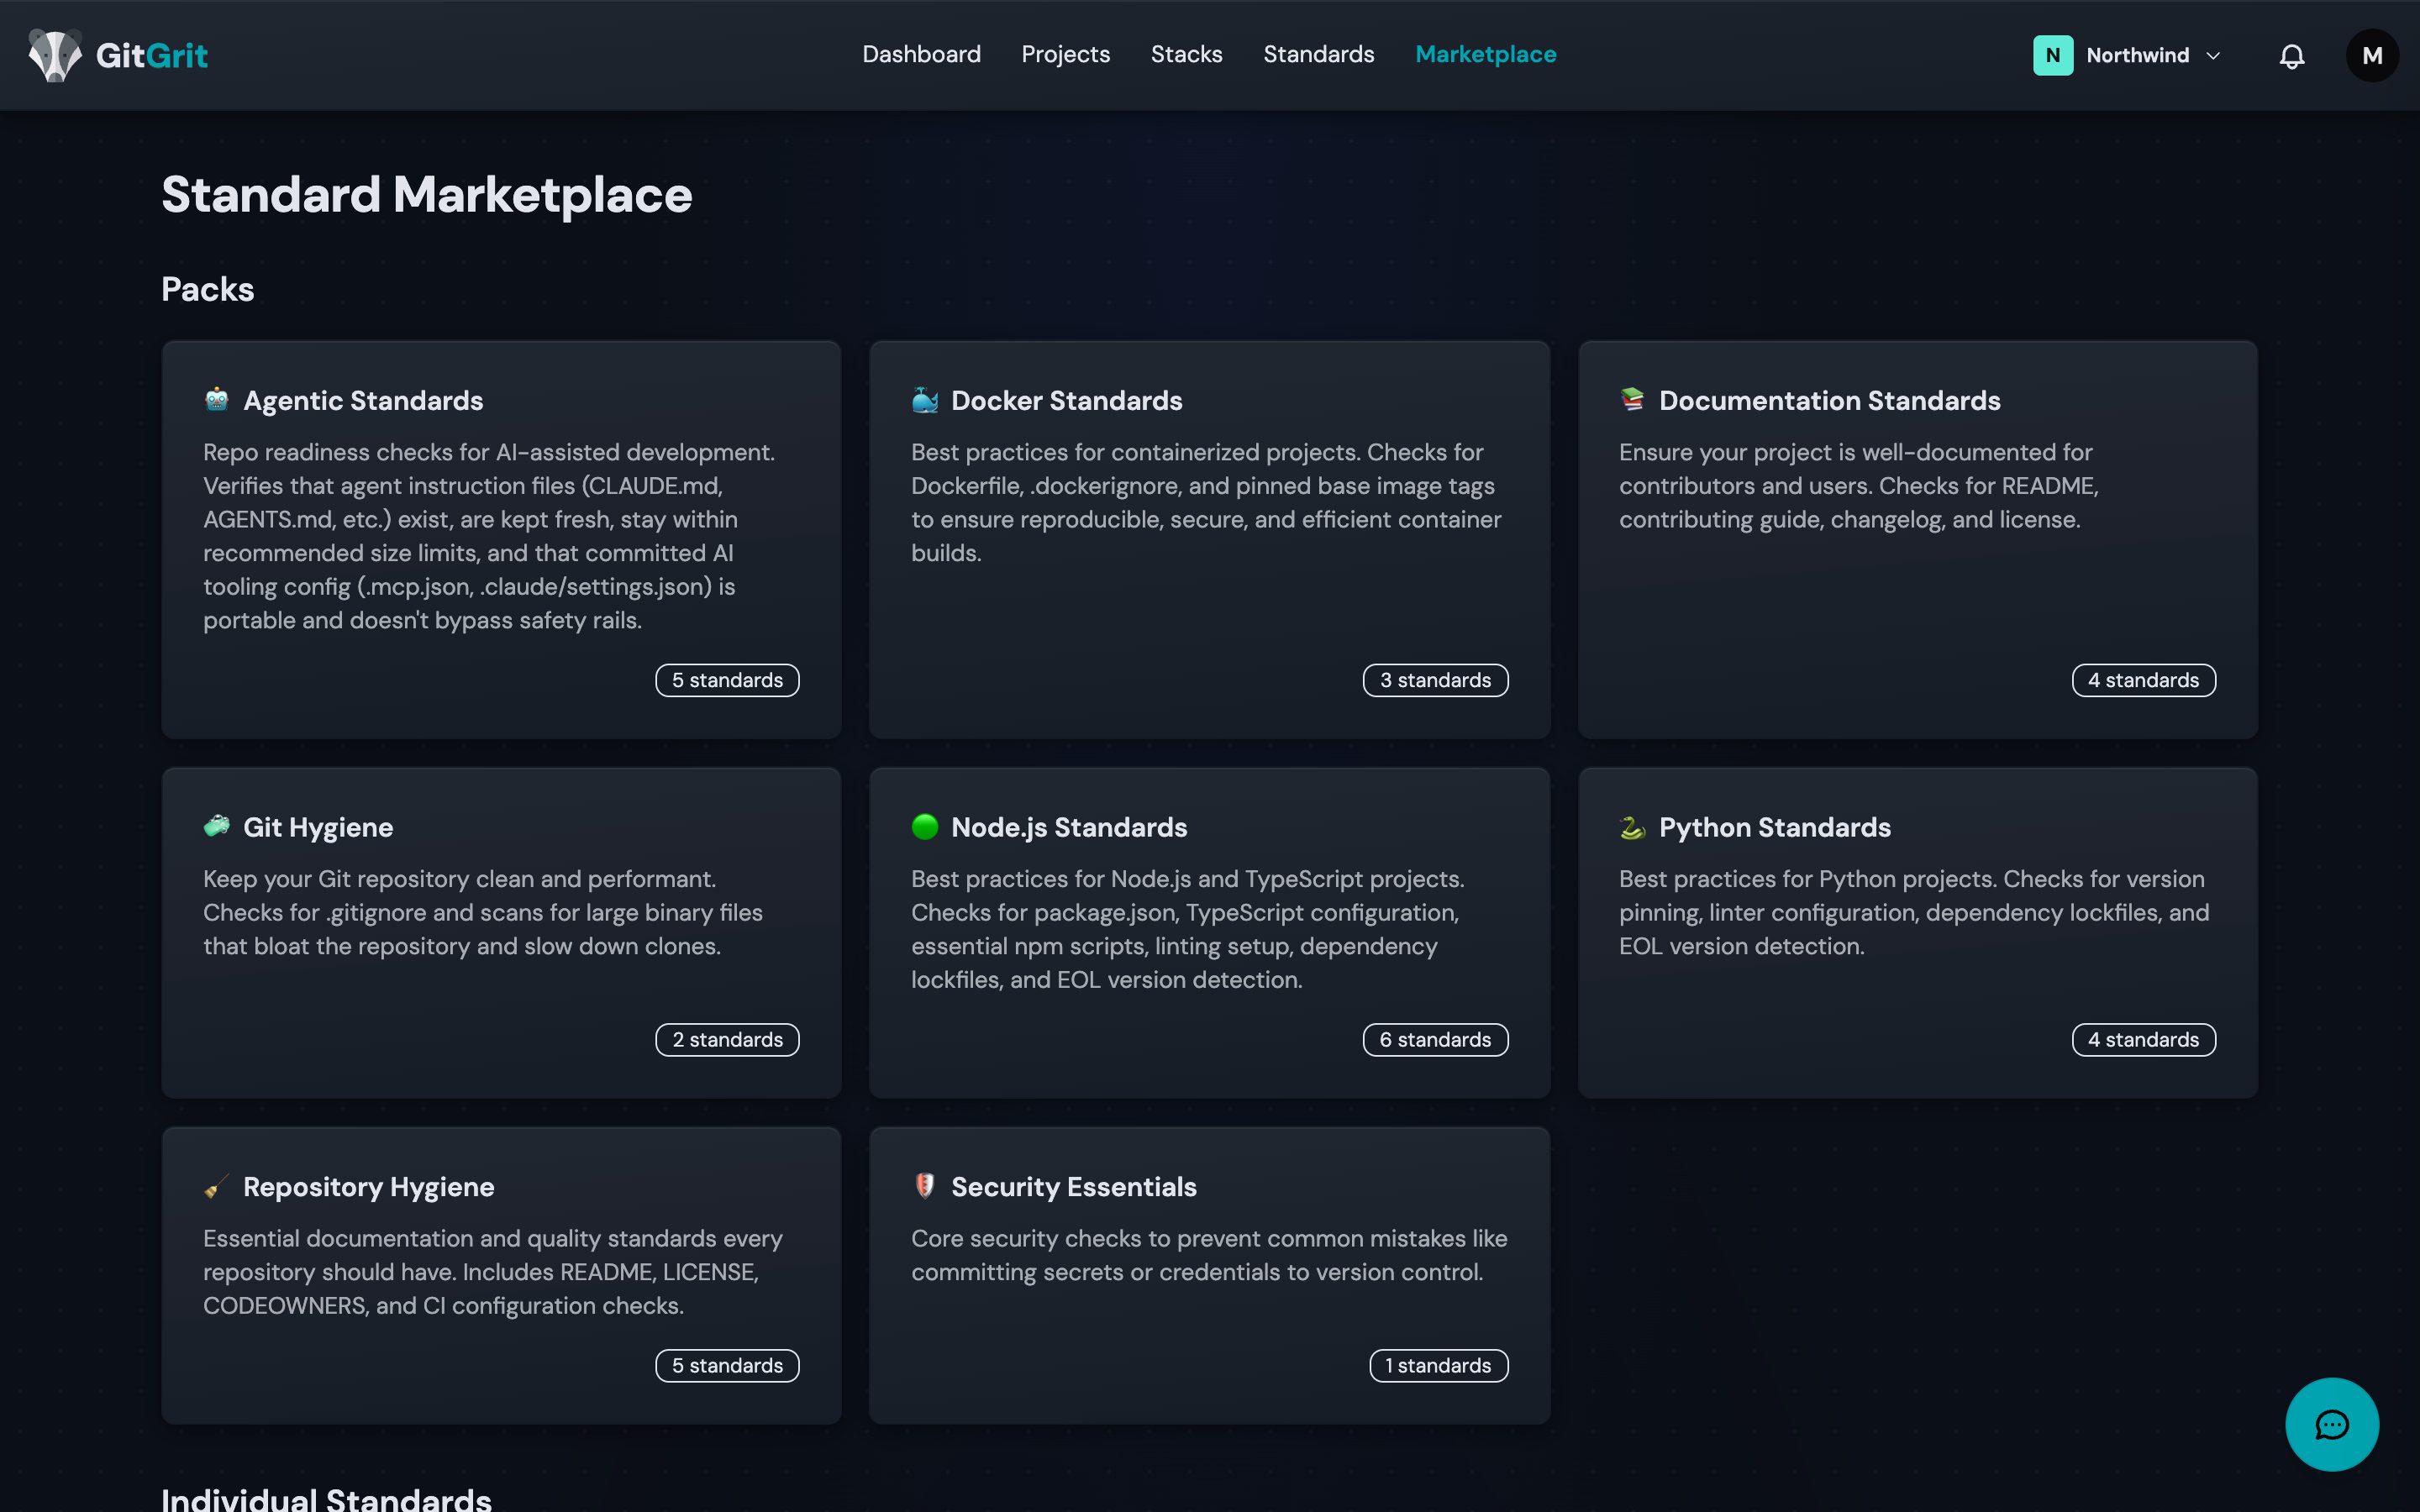 GitGrit
Dashboard
Projects
Stacks
Standards
Marketplace
N
Northwind
M
Standard Marketplace
Packs
Agentic Standards
Repo readiness checks for AI-assisted development.
Verifies that agent instruction files (CLAUDE.md,
AGENTS.md, etc.) exist, are kept fresh, stay within
recommended size limits, and that committed AI
tooling config (.mcp.json, .claude/settings.json) is
portable and doesn't bypass safety rails.
5 standards
Docker Standards
Best practices for containerized projects. Checks for
Dockerfile, .dockerignore, and pinned base image tags
to ensure reproducible, secure, and efficient container
builds.
3 standards
Documentation Standards
Ensure your project is well-documented for
contributors and users. Checks for README,
contributing guide, changelog, and license.
4 standards
Git Hygiene
Keep your Git repository clean and performant.
Checks for .gitignore and scans for large binary files
that bloat the repository and slow down clones.
2 standards
Node.js Standards
Best practices for Node.js and TypeScript projects.
Checks for package.json, TypeScript configuration,
essential npm scripts, linting setup, dependency
lockfiles, and EOL version detection.
6 standards
Python Standards
Best practices for Python projects. Checks for version
pinning, linter configuration, dependency lockfiles, and
EOL version detection.
4 standards
Repository Hygiene
Essential documentation and quality standards every
repository should have. Includes README, LICENSE,
CODEOWNERS, and CI configuration checks.
5 standards
Security Essentials
Core security checks to prevent common mistakes like
committing secrets or credentials to version control.
1 standards
Individual Standards